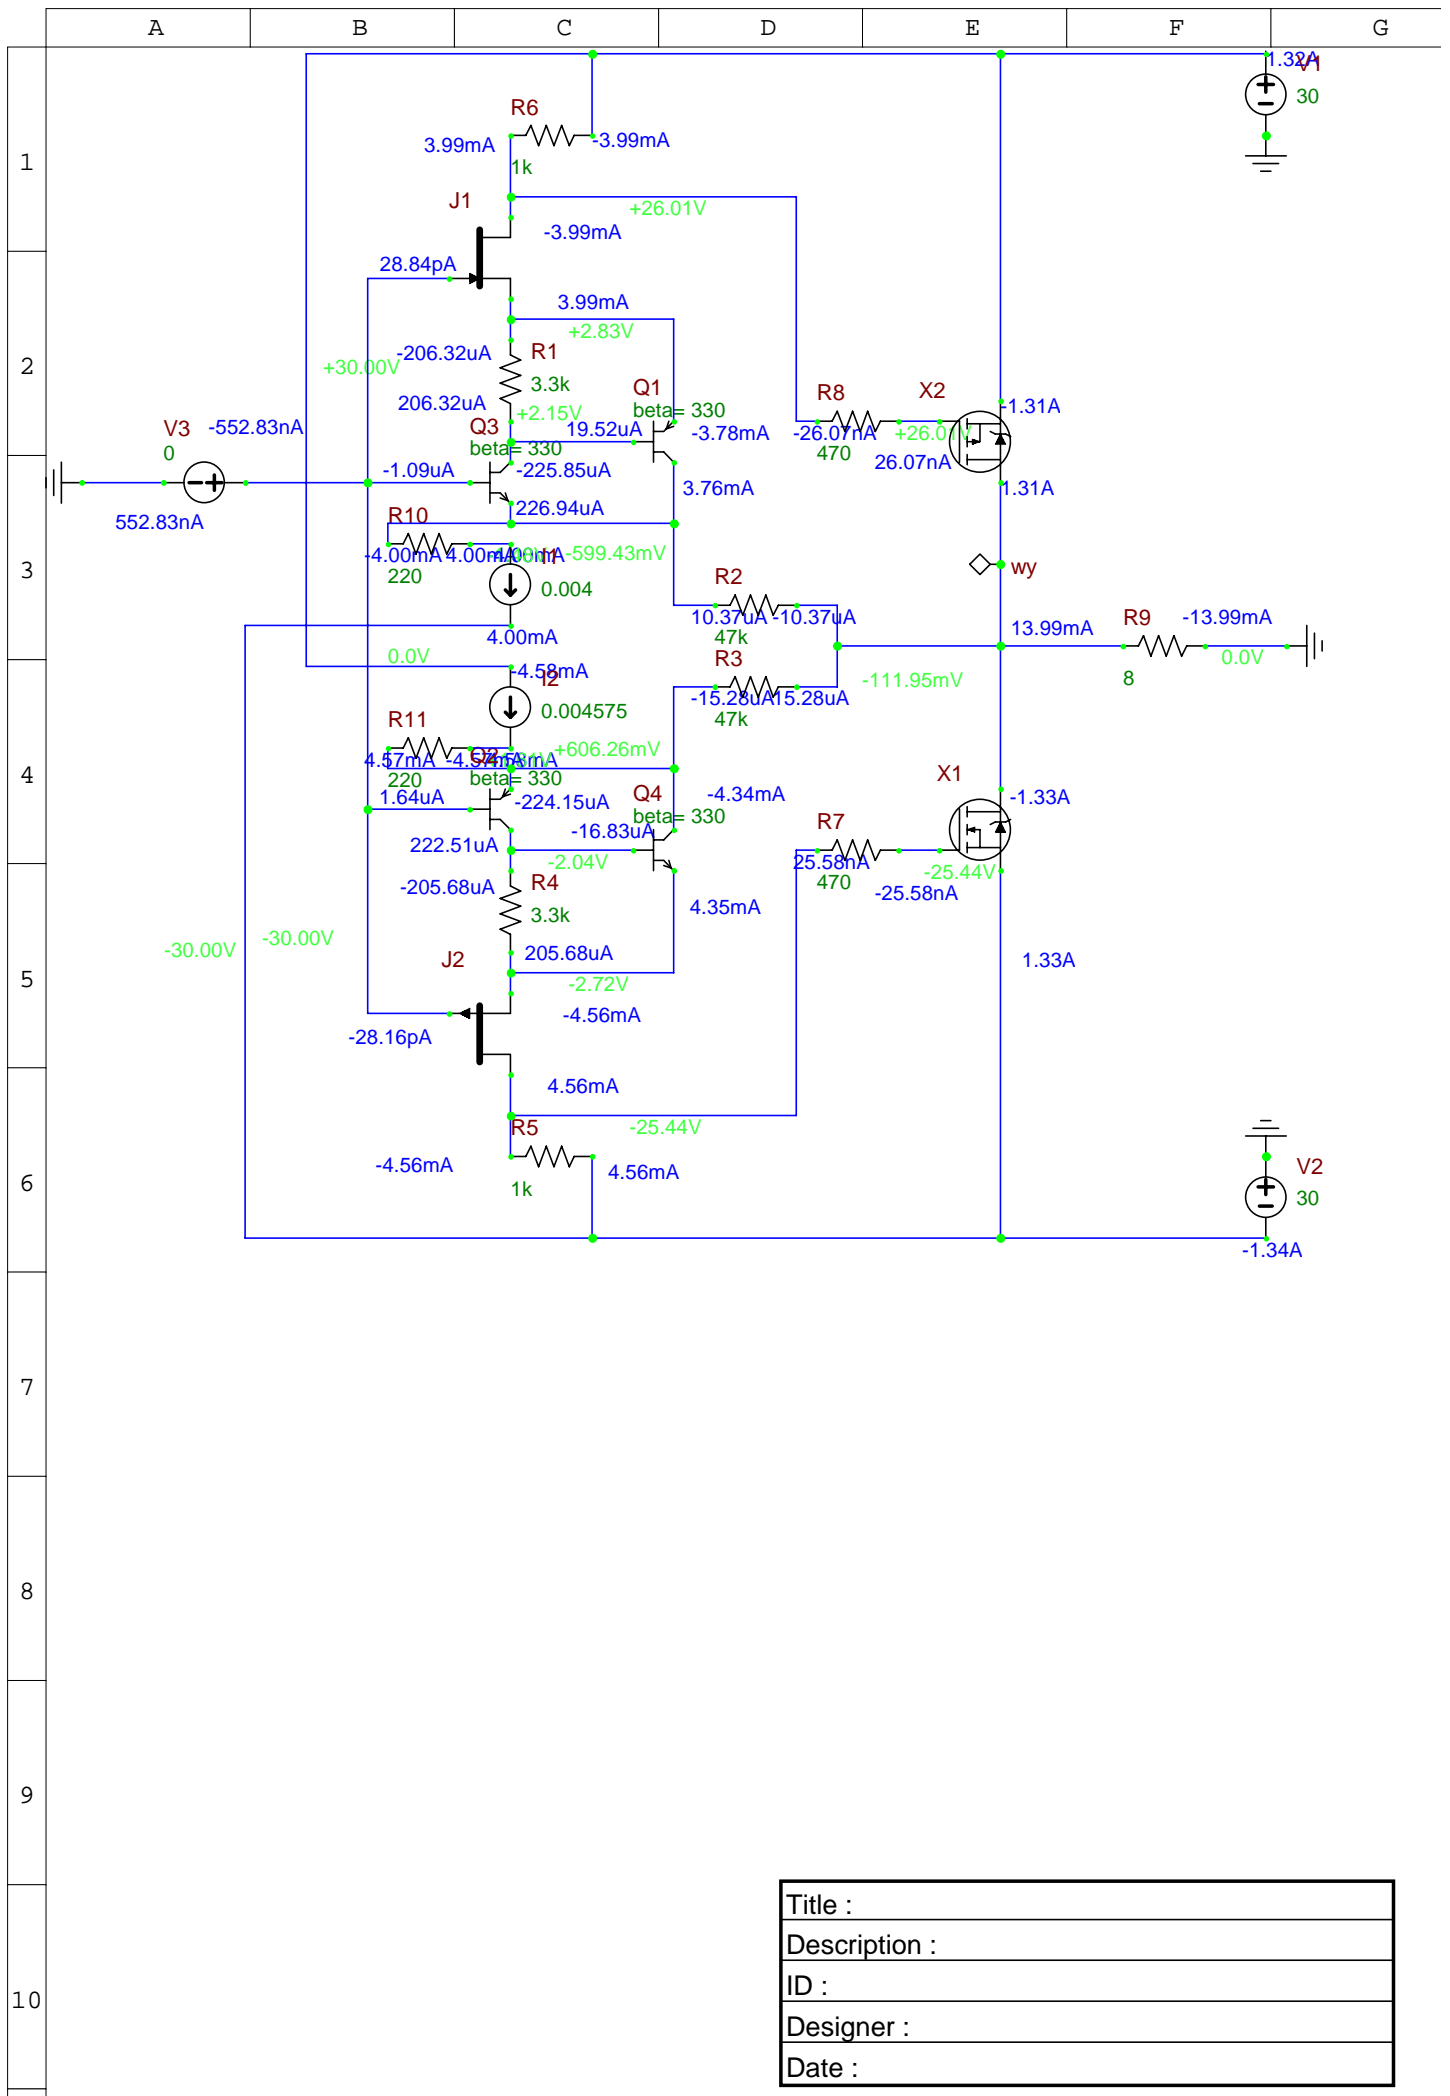 A B C D E F G
1.32A
V1
30
R6
3.99mA
-3.99mA
1
1k
J1
+26.01V
-3.99mA
28.84pA
3.99mA
+2.83V
2
+30.00V
-206.32uA
R1
3.3k
206.32uA
+2.15V
Q1
beta= 330
R8
X2
-1.31A
V3
0
-552.83nA
Q3
beta= 330
19.52uA
-3.78mA
-26.07nA
+26.01V
470
26.07nA
-1.09uA
-225.85uA
3.76mA
1.31A
552.83nA
226.94uA
R10
-4.00mA
4.00mA
-599.43mV
220
3
I1
0.004
wy
R2
10.37uA
-10.37uA
47k
4.00mA
13.99mA
R9
-13.99mA
0.0V
-4.58mA
R3
0.0V
-111.95mV
8
I2
0.004575
-15.28uA
15.28uA
47k
R11
4.57mA
+606.26mV
4
220
beta= 330
X1
1.64uA
-224.15uA
Q4
beta= 330
-4.34mA
-1.33A
222.51uA
-16.83uA
R7
-2.04V
25.58nA
470
-25.44V
-25.58nA
-205.68uA
R4
3.3k
4.35mA
-30.00V
-30.00V
205.68uA
1.33A
5
J2
-2.72V
-4.56mA
-28.16pA
4.56mA
R5
-25.44V
-4.56mA
4.56mA
1k
6
V2
30
-1.34A
7
8
9
10
Title :
Description :
ID :
Designer :
Date :